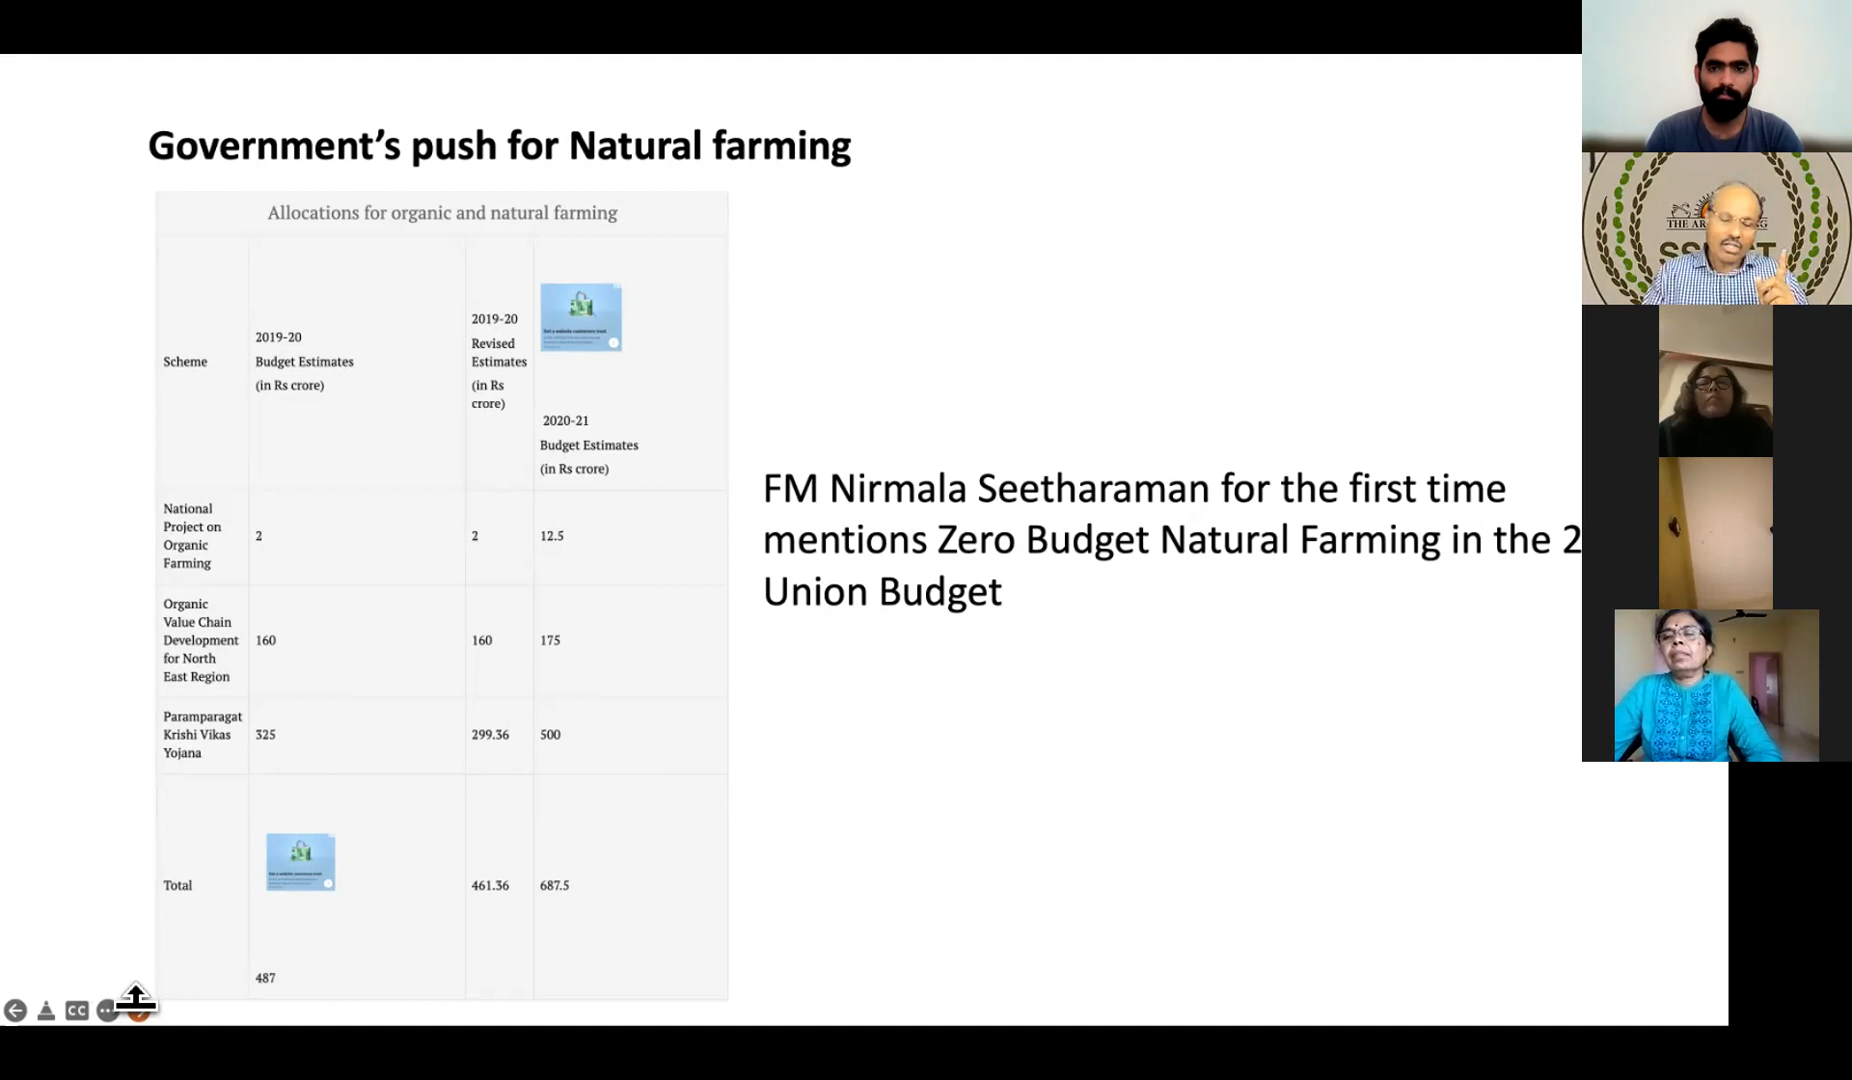 Government's push for Natural farming
Allocations for organic and natural farming
Scheme
2019-20
Budget Estimates
(in Rs crore)
2019-20
Revised
Estimates
(in Rs
crore)
2020-21
Budget Estimates
(in Rs crore)
National
Project on
Organic
Farming
2
2
12.5
Organic
Value Chain
Development
for North
East Region
160
160
175
Paramparagat
Krishi Vikas
Yojana
325
299.36
500
Total
487
461.36
687.5
FM Nirmala Seetharaman for the first time
mentions Zero Budget Natural Farming in the 2
Union Budget
CC